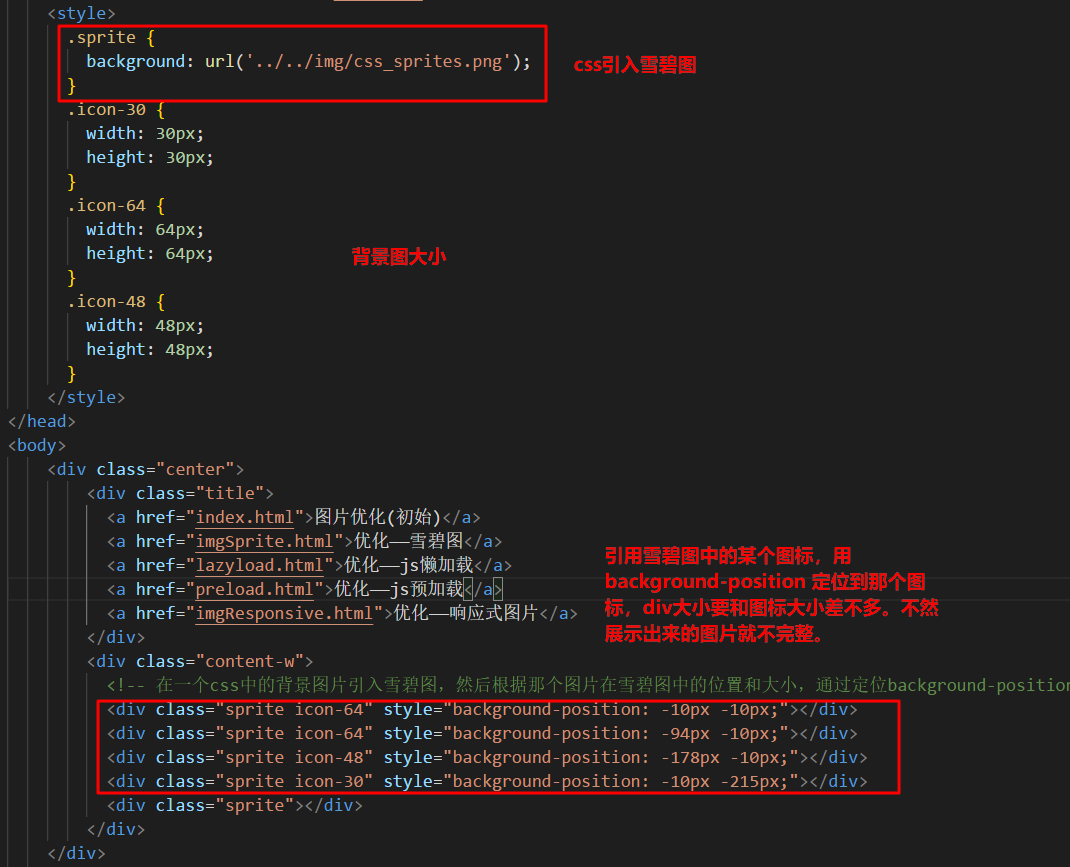 <style>
.sprite {
background: url('../../img/css_sprites.png');
css引入雪碧图
}
.icon-30 {
width: 30px;
height: 30px;
}
.icon-64 {
width: 64px;
height: 64px;
背景图大小
}
.icon-48 {
width: 48px;
height: 48px;
}
</style>
</head>
<body>
<div class="center">
<div class="title">
<a href="index.html">图片优化(初始)</a>
<a href="imgSprite.html">优化——雪碧图</a>
<a href="lazyload.html">优化——js懒加载</a>
<a href="preload.html">优化——js预加载</a>
<a href="imgResponsive.html">优化——响应式图片</a>
引用雪碧图中的某个图标，用
background-position 定位到那个图
标，div大小要和图标大小差不多。不然
展示出来的图片就不完整。
</div>
<div class="content-w">
<!-- 在一个css中的背景图片引入雪碧图，然后根据那个图片在雪碧图中的位置和大小，通过定位background-position
<div class="sprite icon-64" style="background-position: -10px -10px;"></div>
<div class="sprite icon-64" style="background-position: -94px -10px;"></div>
<div class="sprite icon-48" style="background-position: -178px -10px;"></div>
<div class="sprite icon-30" style="background-position: -10px -215px;"></div>
<div class="sprite"></div>
</div>
</div>